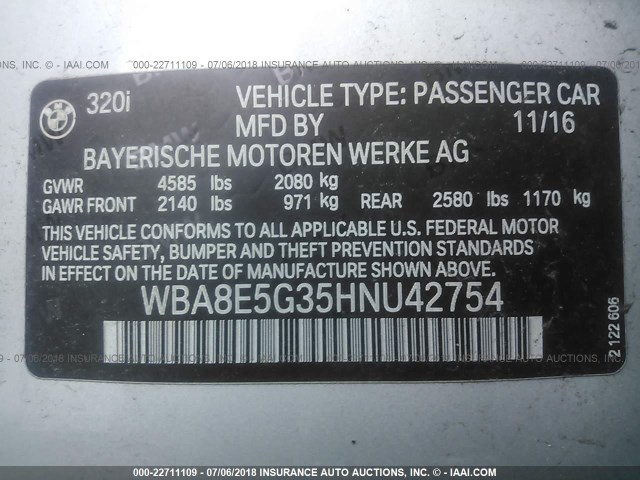 000-22711109 - 07/06/2018 INSURANCE AUTO AUCTIONS, INC. - © - IAAI.COM
320i VEHICLE TYPE: PASSENGER CAR
MFD BY 11/16
BAYERISCHE MOTOREN WERKE AG
GVWR 4585 lbs 2080 kg
GAWR FRONT 2140 lbs 971 kg REAR 2580 lbs 1170 kg
THIS VEHICLE CONFORMS TO ALL APPLICABLE U.S. FEDERAL MOTOR
VEHICLE SAFETY, BUMPER AND THEFT PREVENTION STANDARDS
IN EFFECT ON THE DATE OF MANUFACTURE SHOWN ABOVE.
WBA8E5G35HNU42754
2 122 606
000-22711109 - 07/06/2018 INSURANCE AUTO AUCTIONS, INC. - © - IAAI.COM